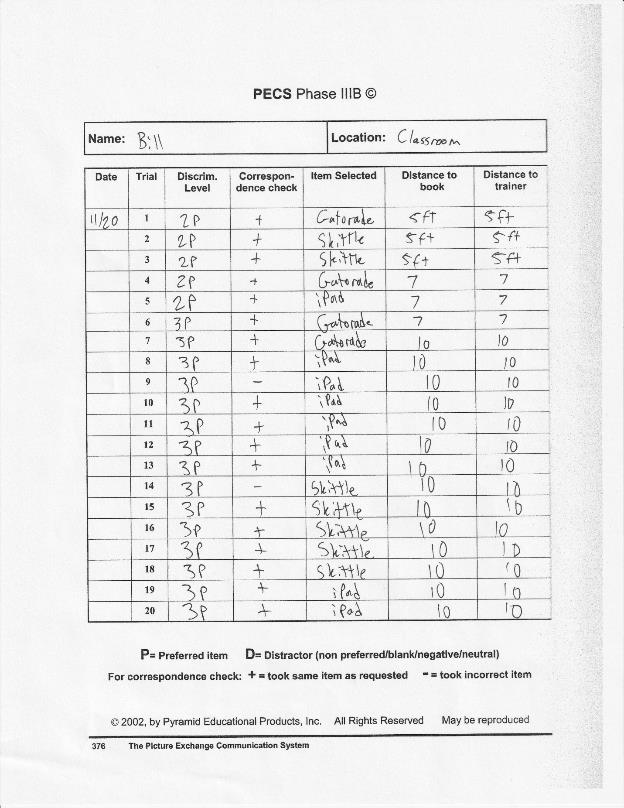 PECS Phase IIIB ©
Name: Bill Location: Classroom
Date Trial Discrim. Level Correspon-dence check Item Selected Distance to book Distance to trainer
11/20 1 2P + Gatorade 5ft 5ft
2 2P + Skittle 5ft 5ft
3 2P + Skittle 5ft 5ft
4 2P + Gatorade 7 7
5 2P + iPad 7 7
6 3P + Gatorade 7 7
7 3P + Gatorade 10 10
8 3P + iPad 10 10
9 3P - iPad 10 10
10 3P + iPad 10 10
11 3P + iPad 10 10
12 3P + iPad 10 10
13 3P + iPad 10 10
14 3P - Skittle 10 10
15 3P + Skittle 10 10
16 3P + Skittle 10 10
17 3P + Skittle 10 10
18 3P + Skittle 10 10
19 3P + iPad 10 10
20 3P + iPad 10 10
P= Preferred item D= Distractor (non preferred/blank/negative/neutral)
For correspondence check: + = took same item as requested - = took incorrect item
© 2002, by Pyramid Educational Products, Inc. All Rights Reserved May be reproduced
376 The Picture Exchange Communication System